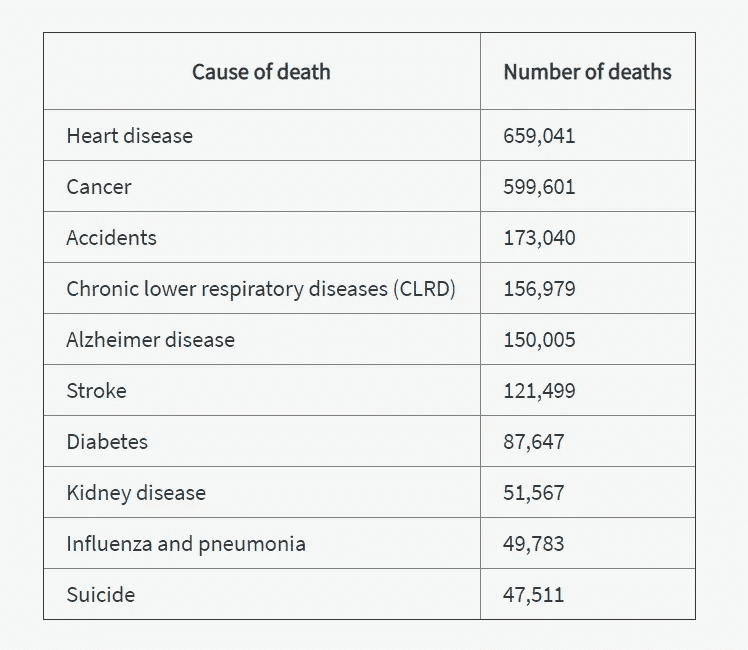 Cause of death Number of deaths
Heart disease 659,041
Cancer 599,601
Accidents 173,040
Chronic lower respiratory diseases (CLRD) 156,979
Alzheimer disease 150,005
Stroke 121,499
Diabetes 87,647
Kidney disease 51,567
Influenza and pneumonia 49,783
Suicide 47,511